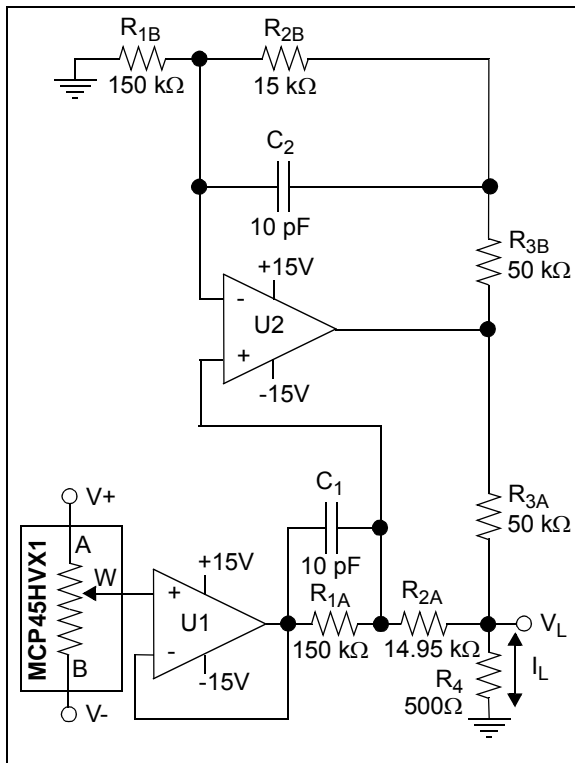 R1B
150 kΩ
R2B
15 kΩ
C2
10 pF
R3B
50 kΩ
+15V
-
U2
+
-15V
R3A
50 kΩ
V+
A
MCP45HVX1
W
B
V-
+15V
+
U1
-
-15V
C1
10 pF
R1A
150 kΩ
R2A
14.95 kΩ
VL
IL
R4
500Ω